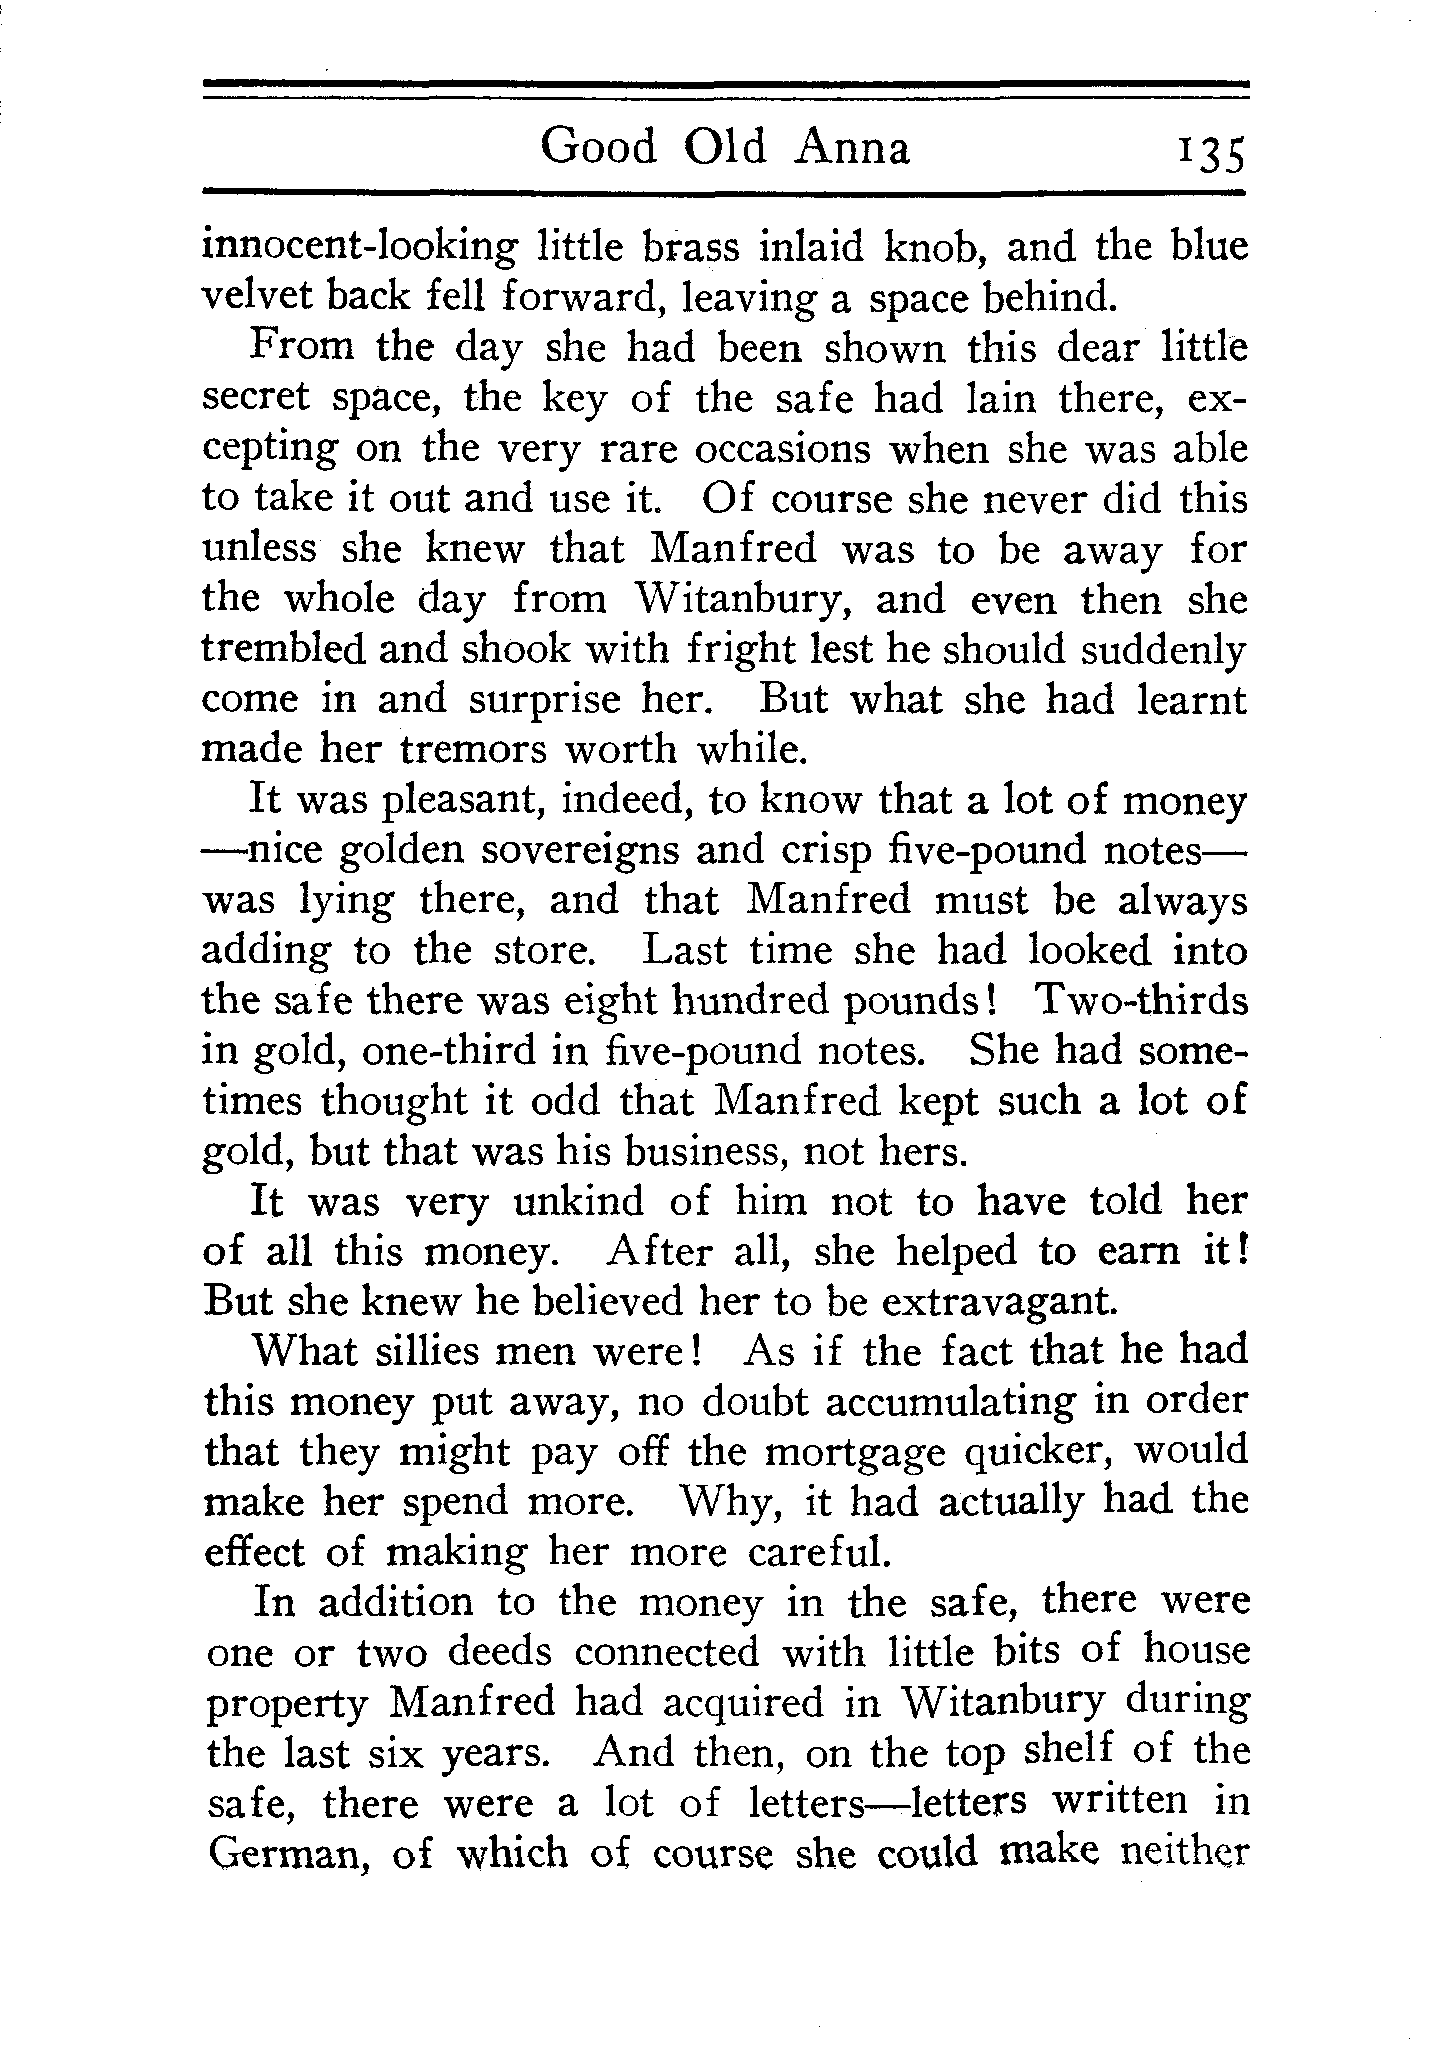 Good Old Anna 135
innocent-looking little brass inlaid knob, and the blue
velvet back fell forward, leaving a space behind.
From the day she had been shown this dear little
secret space, the key of the safe had lain there, ex-
cepting on the very rare occasions when she was able
to take it out and use it. Of course she never did this
unless she knew that Manfred was to be away for
the whole day from Witanbury, and even then she
trembled and shook with fright lest he should suddenly
come in and surprise her. But what she had learnt
made her tremors worth while.
It was pleasant, indeed, to know that a lot of money
—nice golden sovereigns and crisp five-pound notes—
was lying there, and that Manfred must be always
adding to the store. Last time she had looked into
the safe there was eight hundred pounds! Two-thirds
in gold, one-third in five-pound notes. She had some-
times thought it odd that Manfred kept such a lot of
gold, but that was his business, not hers.
It was very unkind of him not to have told her
of all this money. After all, she helped to earn it!
But she knew he believed her to be extravagant.
What sillies men were! As if the fact that he had
this money put away, no doubt accumulating in order
that they might pay off the mortgage quicker, would
make her spend more. Why, it had actually had the
effect of making her more careful.
In addition to the money in the safe, there were
one or two deeds connected with little bits of house
property Manfred had acquired in Witanbury during
the last six years. And then, on the top shelf of the
safe, there were a lot of letters—letters written in
German, of which of course she could make neither